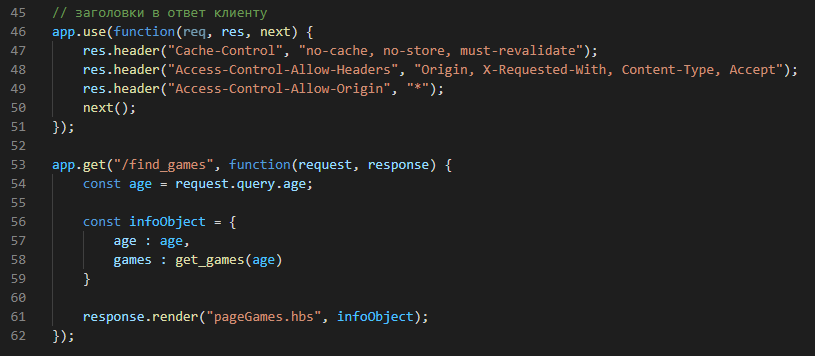 45 // заголовки в ответ клиенту
46 app.use(function(req, res, next) {
47 res.header("Cache-Control", "no-cache, no-store, must-revalidate");
48 res.header("Access-Control-Allow-Headers", "Origin, X-Requested-With, Content-Type, Accept");
49 res.header("Access-Control-Allow-Origin", "*");
50 next();
51 });
52
53 app.get("/find_games", function(request, response) {
54 const age = request.query.age;
55
56 const infoObject = {
57 age : age,
58 games : get_games(age)
59 }
60
61 response.render("pageGames.hbs", infoObject);
62 });